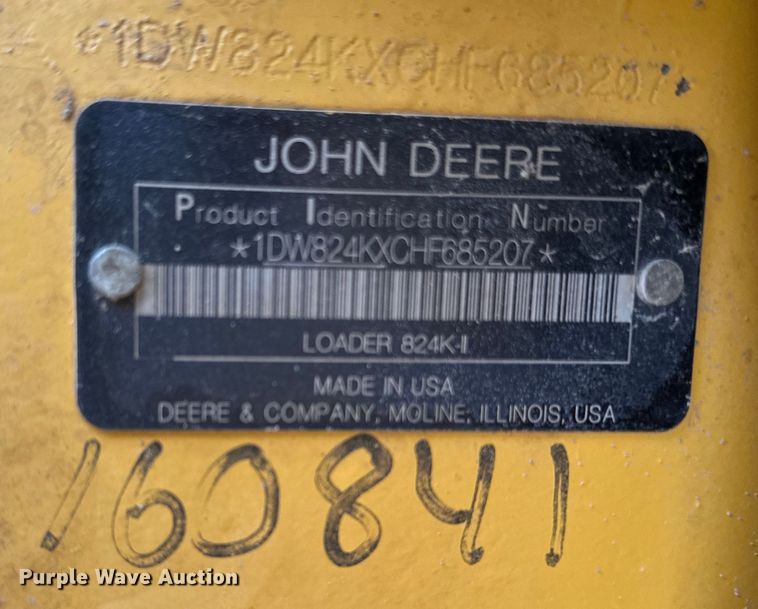 *1DW824KXCHF685207*
JOHN DEERE
Product Identification Number
*1DW824KXCHF685207*
LOADER 824K-II
MADE IN USA
DEERE & COMPANY, MOLINE, ILLINOIS, USA
160841
Purple Wave Auction